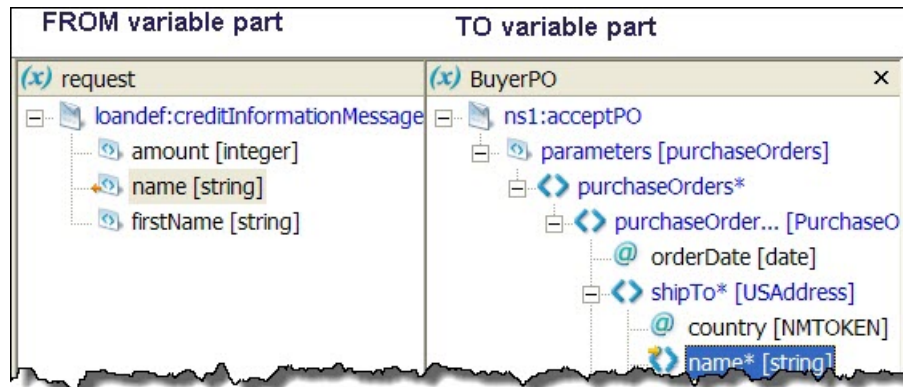 FROM variable part
TO variable part
(x) request
loandef:creditInformationMessage
amount [integer]
name [string]
firstName [string]
(x) BuyerPO
ns1:acceptPO
parameters [purchaseOrders]
purchaseOrders*
purchaseOrder... [PurchaseO
@ orderDate [date]
shipTo* [USAddress]
@ country [NMTOKEN]
name* [string]